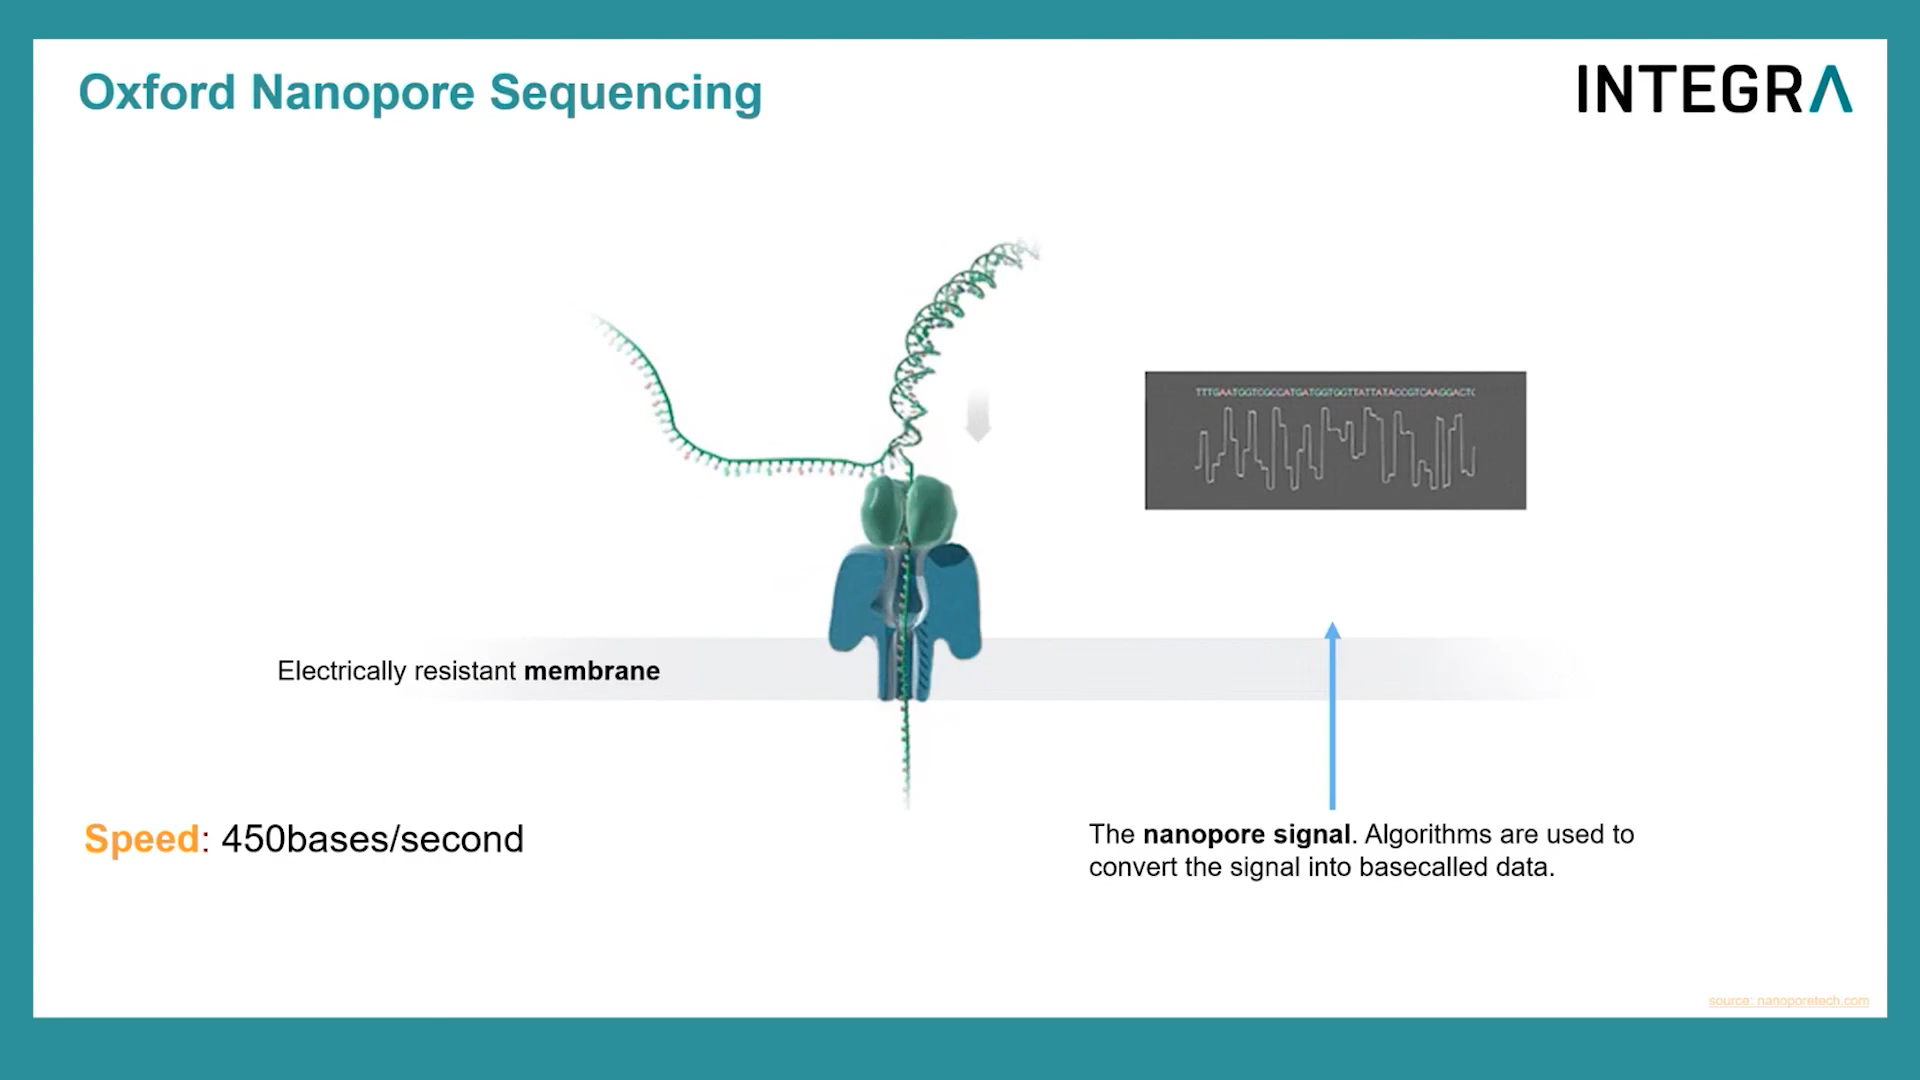 Oxford Nanopore Sequencing
INTEGRA
TTTGAATGGTCGCCATGATGGTGGTTATTATACCGTCAAGGACTC
Electrically resistant membrane
Speed: 450bases/second
The nanopore signal. Algorithms are used to
convert the signal into basecalled data.
source: nanoporetech.com